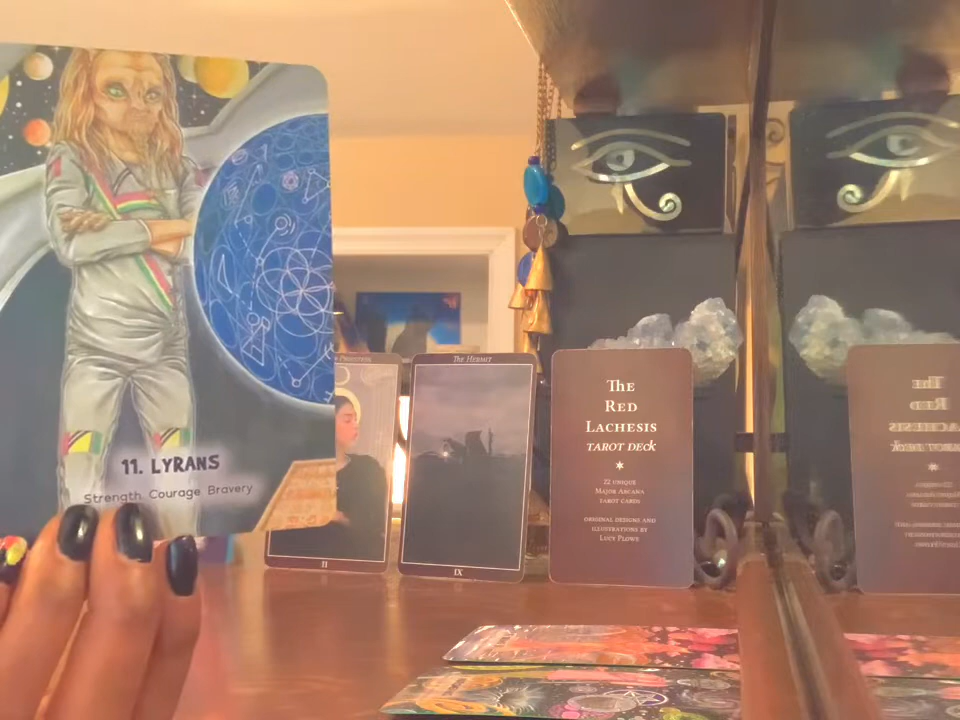 11. LYRANS
Strength Courage Bravery
The Hermit
II
IX
The
Red
Lachesis
TAROT DECK
22 UNIQUE
Major Arcana
TAROT CARDS
ORIGINAL DESIGNS AND
ILLUSTRATIONS BY
Lucy Plowe